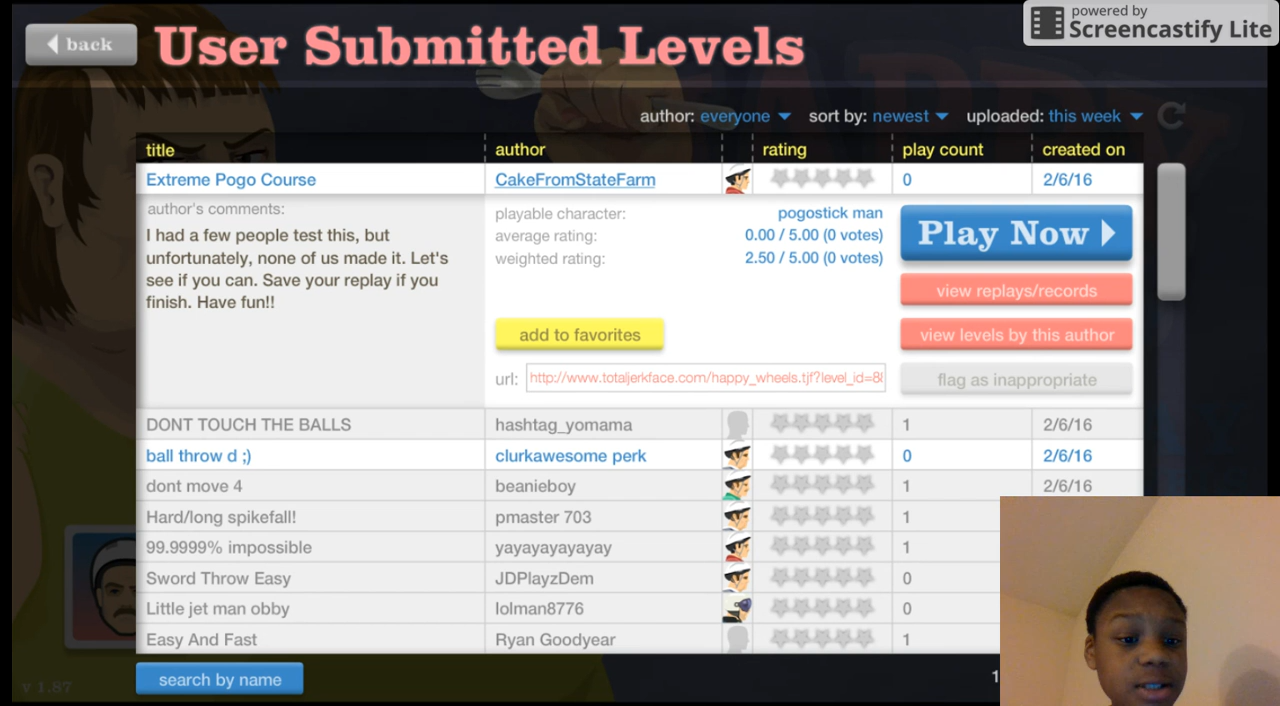 powered by
Screencastify Lite
back
User Submitted Levels
author: everyone sort by: newest uploaded: this week
title author rating play count created on
Extreme Pogo Course CakeFromStateFarm 0 2/6/16
author's comments:
I had a few people test this, but
unfortunately, none of us made it. Let's
see if you can. Save your replay if you
finish. Have fun!!
playable character: pogostick man
average rating: 0.00 / 5.00 (0 votes)
weighted rating: 2.50 / 5.00 (0 votes)
Play Now
view replays/records
add to favorites
view levels by this author
url: http://www.totaljerkface.com/happy_wheels.tjf?level_id=8
flag as inappropriate
DONT TOUCH THE BALLS hashtag_yomama 1 2/6/16
ball throw d ;) clurkawesome perk 0 2/6/16
dont move 4 beanieboy 1 2/6/16
Hard/long spikefall! pmaster 703 1
99.9999% impossible yayayayayayay 1
Sword Throw Easy JDPlayzDem 0
Little jet man obby lolman8776 0
Easy And Fast Ryan Goodyear 1
search by name
v 1.87
1